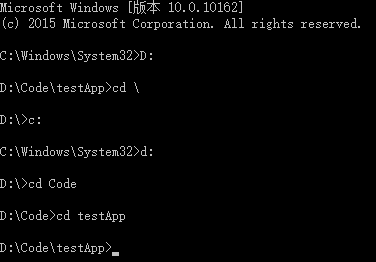 Microsoft Windows [版本 10.0.10162]
(c) 2015 Microsoft Corporation. All rights reserved.
C:\Windows\System32>D:
D:\Code\testApp>cd \
D:\>c:
C:\Windows\System32>d:
D:\>cd Code
D:\Code>cd testApp
D:\Code\testApp>